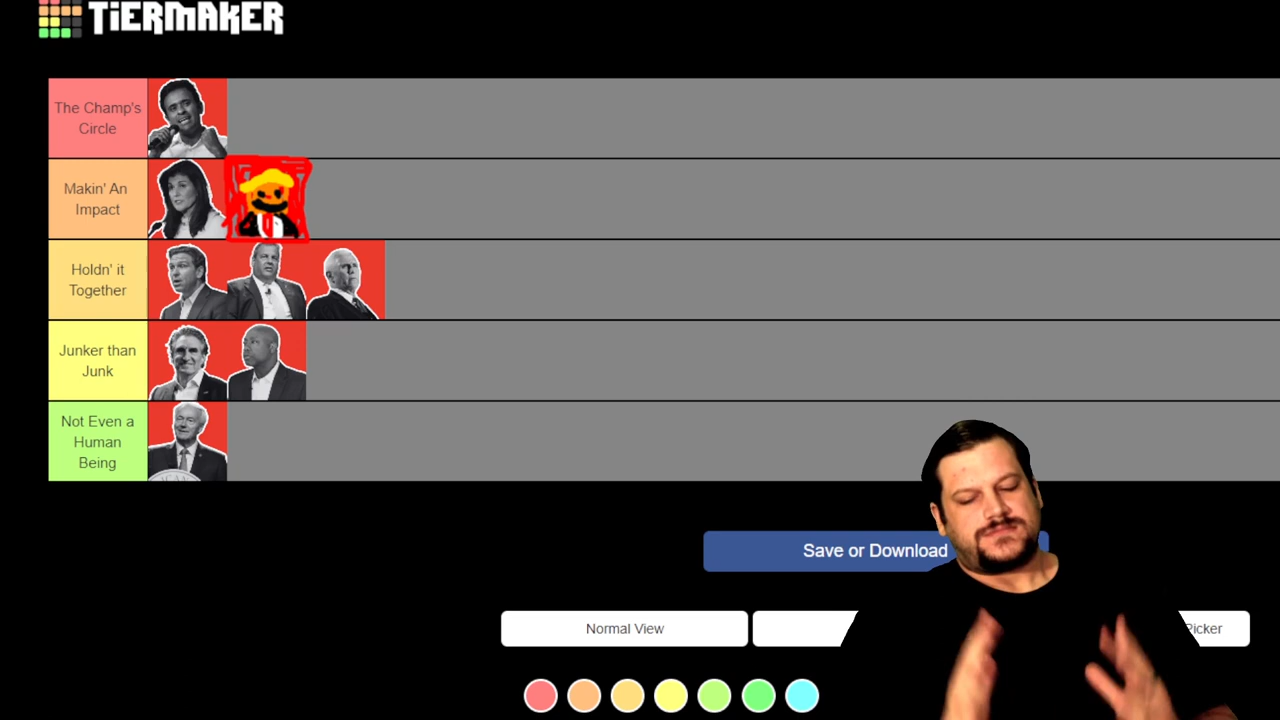 TiERMAKER
The Champ's
Circle
Makin' An
Impact
Holdn' it
Together
Junker than
Junk
Not Even a
Human
Being
Save or Download
Normal View
Picker